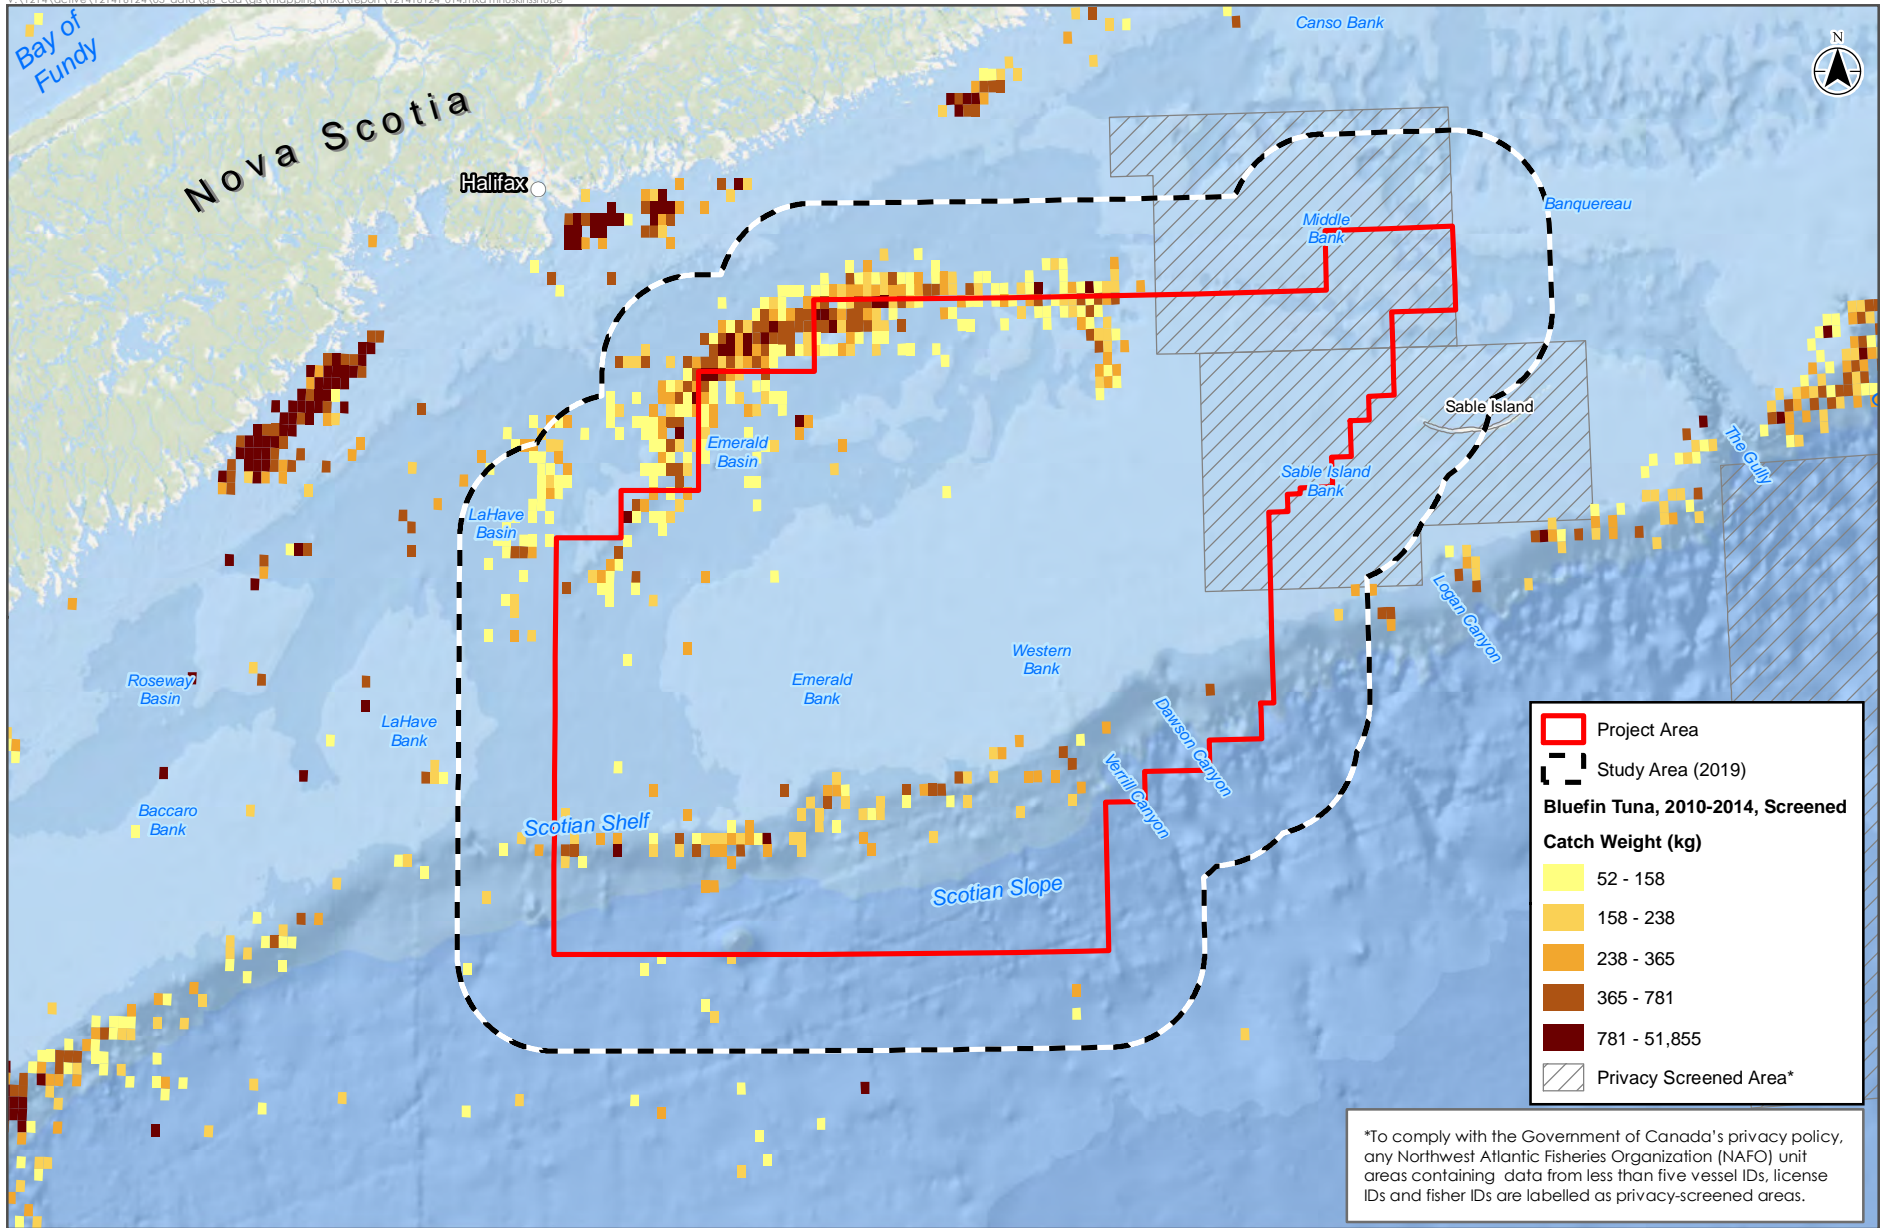 Bay of
Fundy
Nova Scotia
Halifax
Canso Bank
N
Middle
Bank
Banquereau
Sable Island
Sable Island
Bank
The Gully
Logan Canyon
Emerald
Basin
LaHave
Basin
Western
Bank
Emerald
Bank
Roseway
Basin
LaHave
Bank
Baccaro
Bank
Dawson Canyon
Verrill Canyon
Scotian Shelf
Scotian Slope
Project Area
Study Area (2019)
Bluefin Tuna, 2010-2014, Screened
Catch Weight (kg)
52 - 158
158 - 238
238 - 365
365 - 781
781 - 51,855
Privacy Screened Area*
*To comply with the Government of Canada's privacy policy,
any Northwest Atlantic Fisheries Organization (NAFO) unit
areas containing data from less than five vessel IDs, license
IDs and fisher IDs are labelled as privacy-screened areas.